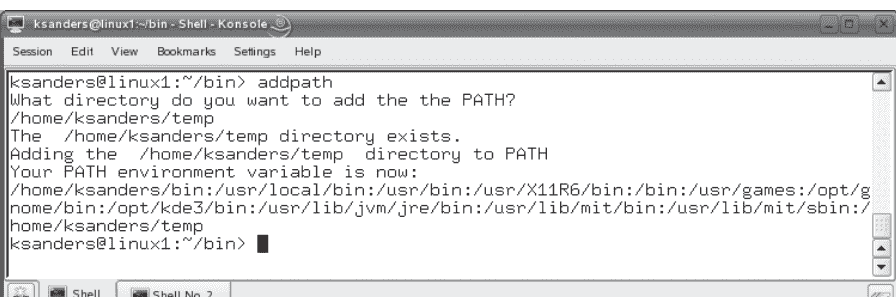 ksanders@linux1:~/bin - Shell - Konsole
Session Edit View Bookmarks Settings Help
ksanders@linux1:~/bin> addpath
What directory do you want to add the the PATH?
/home/ksanders/temp
The  /home/ksanders/temp directory exists.
Adding the  /home/ksanders/temp  directory to PATH
Your PATH environment variable is now:
/home/ksanders/bin:/usr/local/bin:/usr/bin:/usr/X11R6/bin:/bin:/usr/games:/opt/g
nome/bin:/opt/kde3/bin:/usr/lib/jvm/jre/bin:/usr/lib/mit/bin:/usr/lib/mit/sbin:/
home/ksanders/temp
ksanders@linux1:~/bin>
Shell Shell No. 2